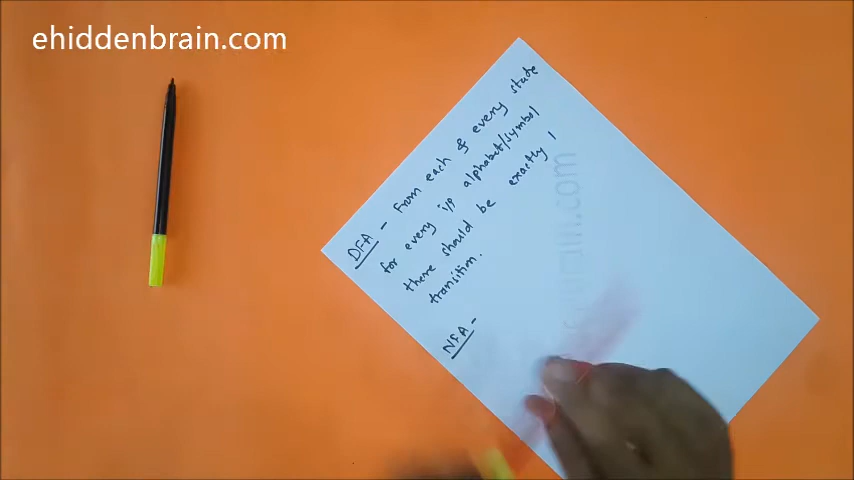 ehiddenbrain.com
DFA - From each & every state
for every i/p alphabet/symbol
there should be exactly 1
transition.
NFA -